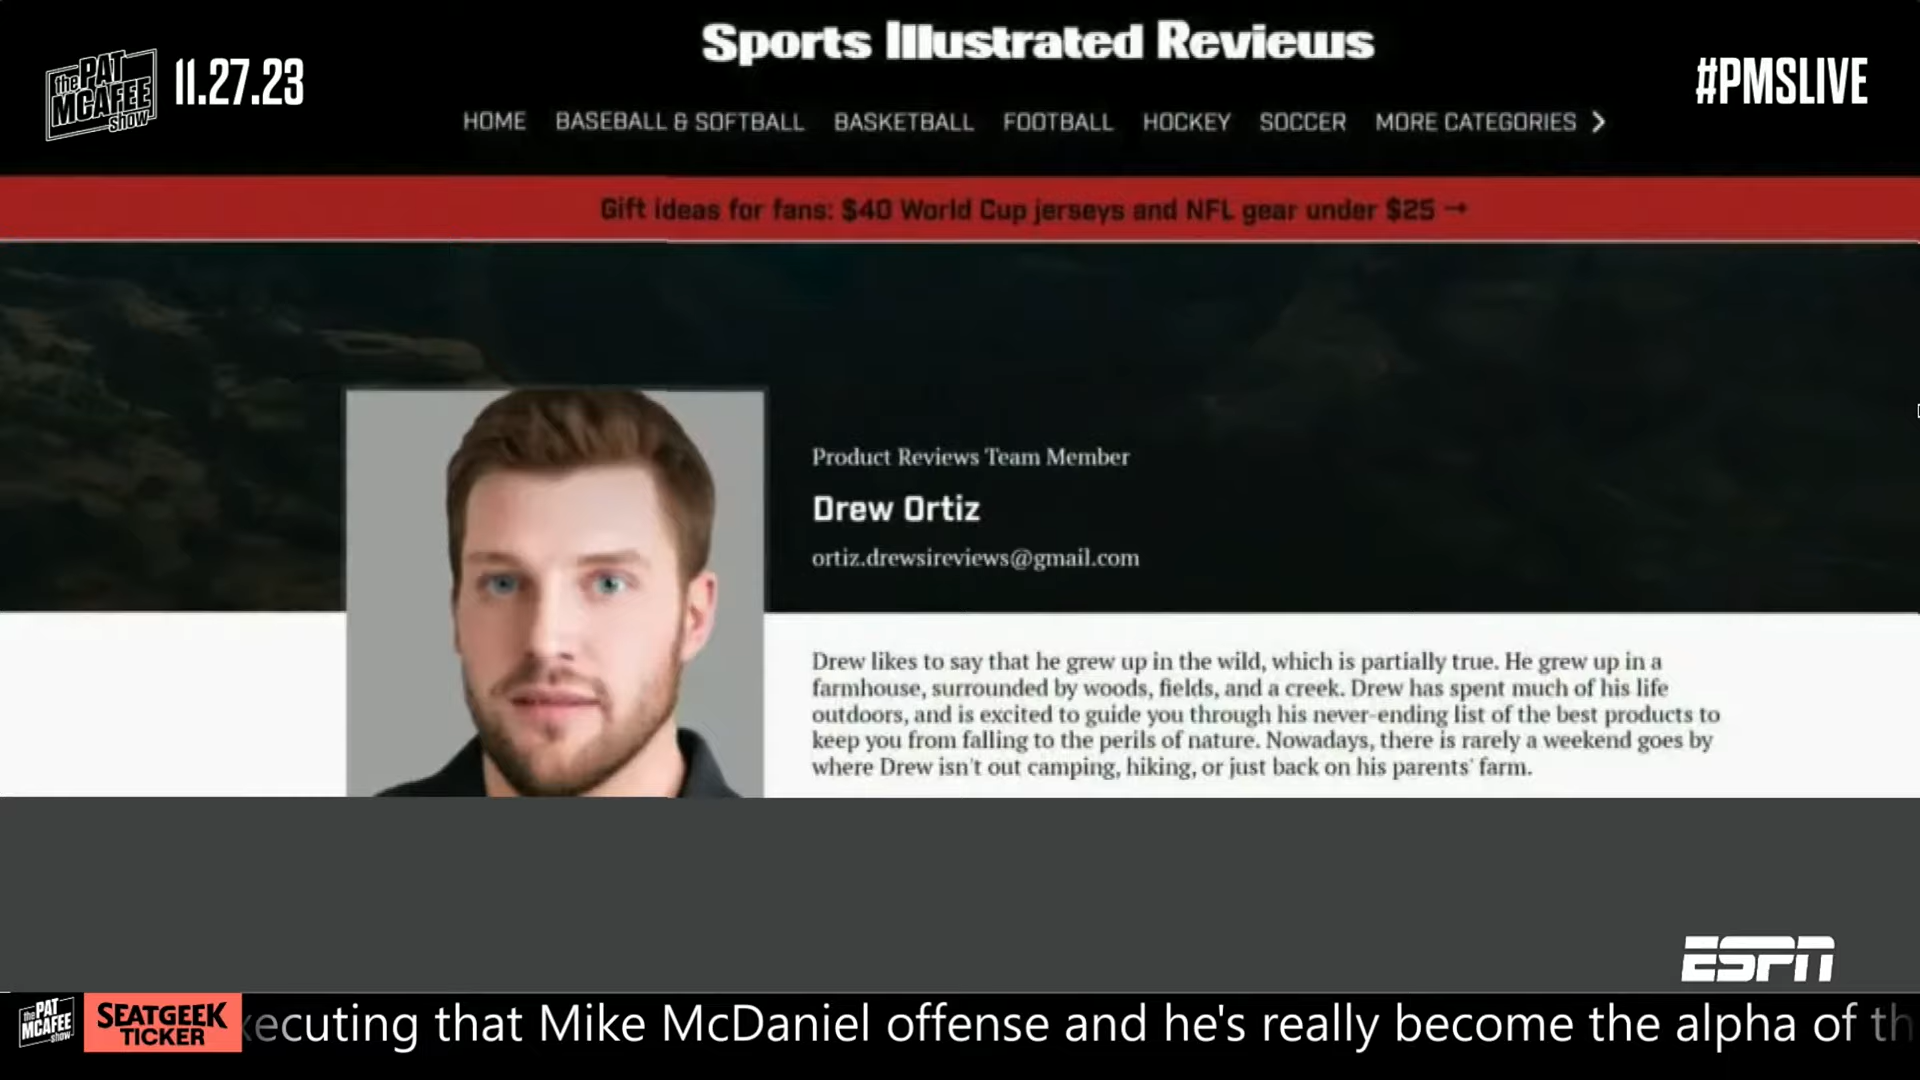 Sports Illustrated Reviews
the PAT MCAFEE show 11.27.23
#PMSLIVE
HOME BASEBALL & SOFTBALL BASKETBALL FOOTBALL HOCKEY SOCCER MORE CATEGORIES >
Gift ideas for fans: $40 World Cup jerseys and NFL gear under $25 →
Product Reviews Team Member
Drew Ortiz
ortiz.drewsireviews@gmail.com
Drew likes to say that he grew up in the wild, which is partially true. He grew up in a
farmhouse, surrounded by woods, fields, and a creek. Drew has spent much of his life
outdoors, and is excited to guide you through his never-ending list of the best products to
keep you from falling to the perils of nature. Nowadays, there is rarely a weekend goes by
where Drew isn't out camping, hiking, or just back on his parents' farm.
ESPN
the PAT MCAFEE show SEATGEEK TICKER ecuting that Mike McDaniel offense and he's really become the alpha of th